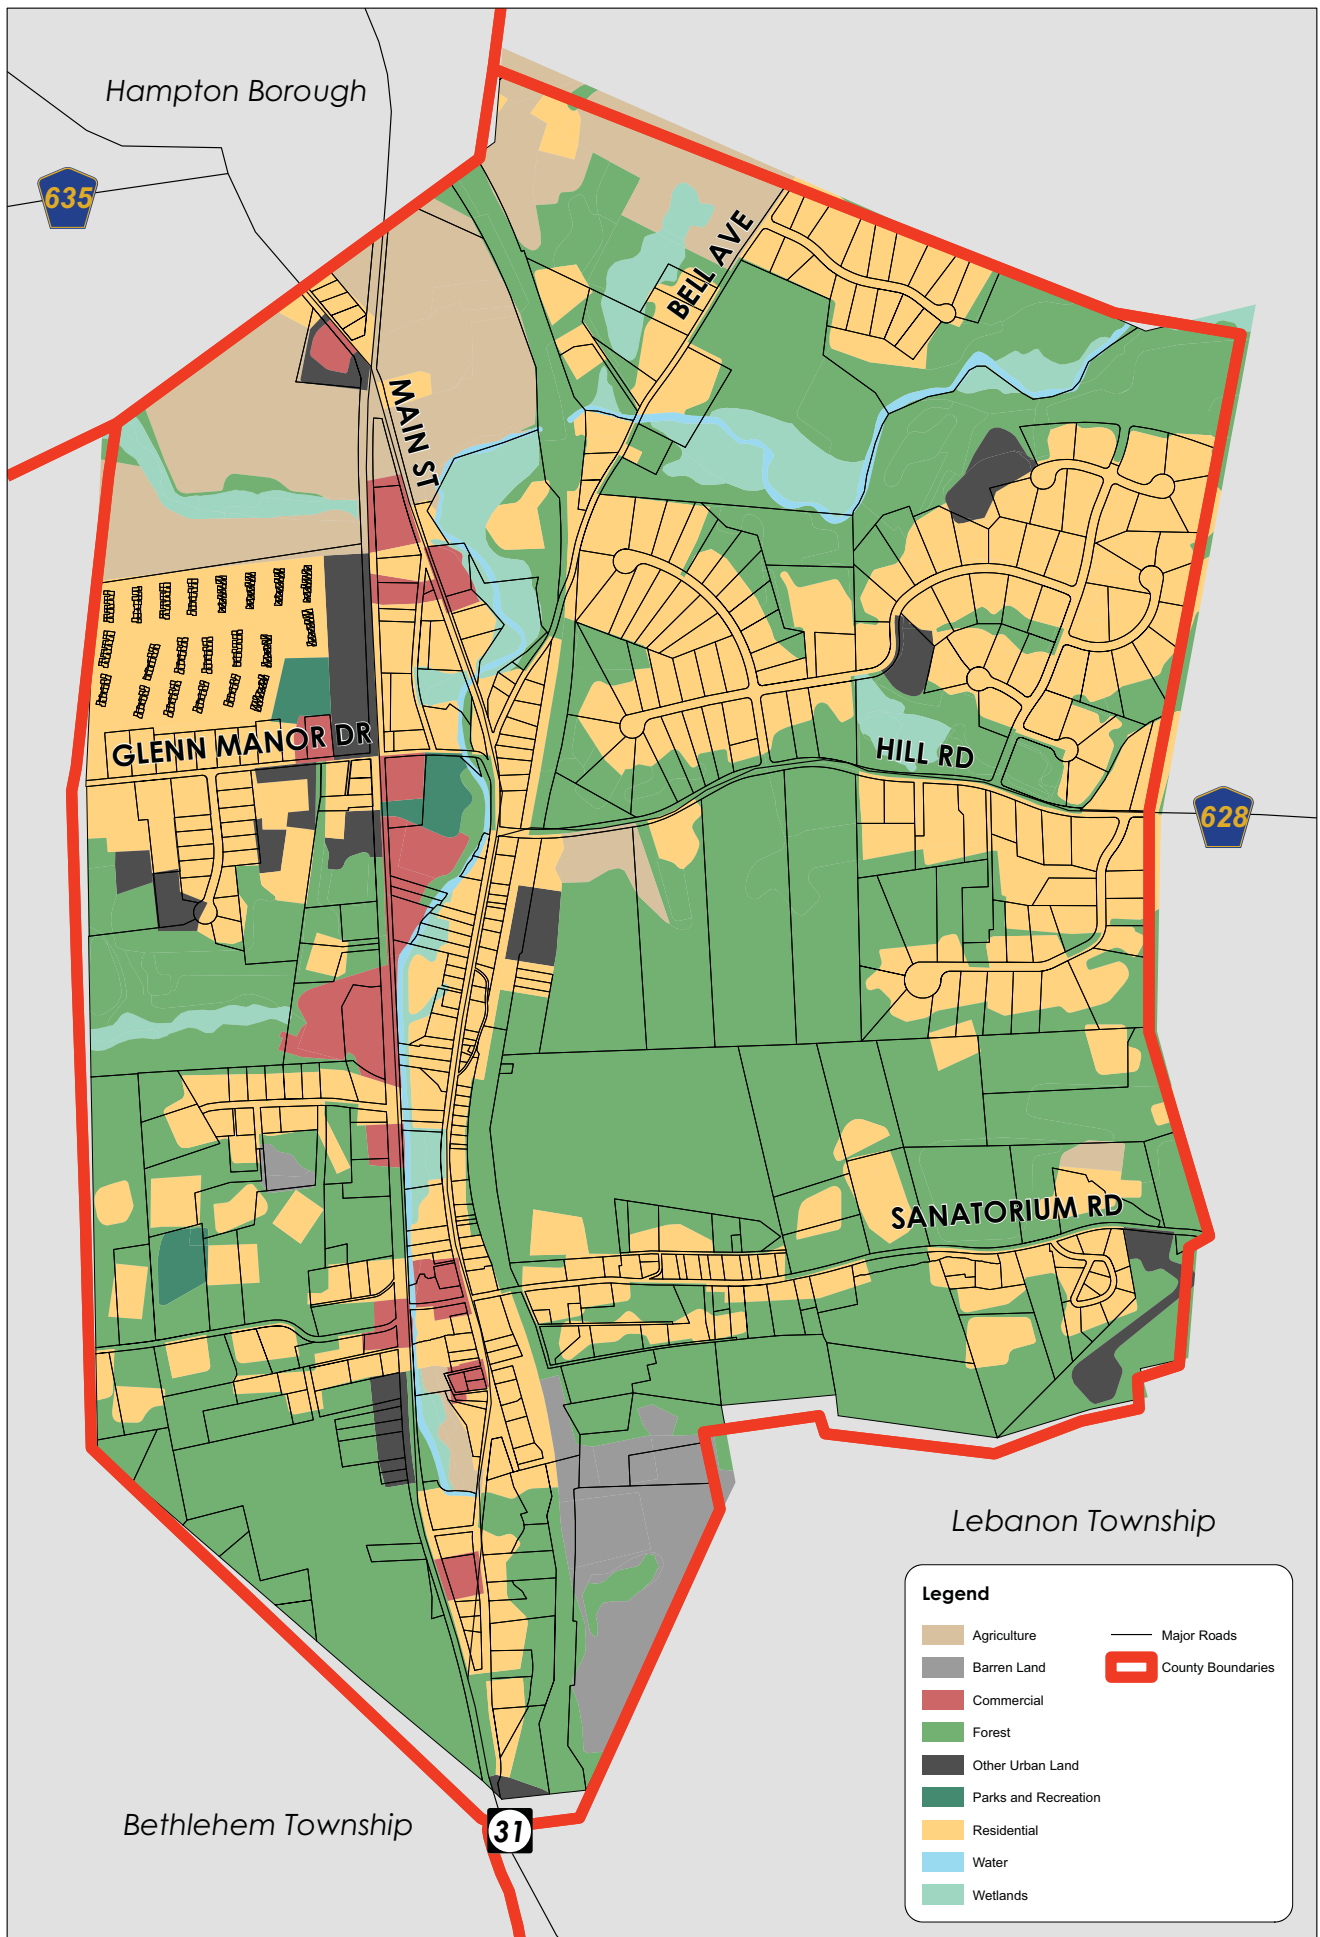 Hampton Borough
635
BELL AVE
MAIN ST
GLENN MANOR DR
HILL RD
628
SANATORIUM RD
Lebanon Township
Bethlehem Township
31
Legend
Agriculture
Barren Land
Commercial
Forest
Other Urban Land
Parks and Recreation
Residential
Water
Wetlands
Major Roads
County Boundaries